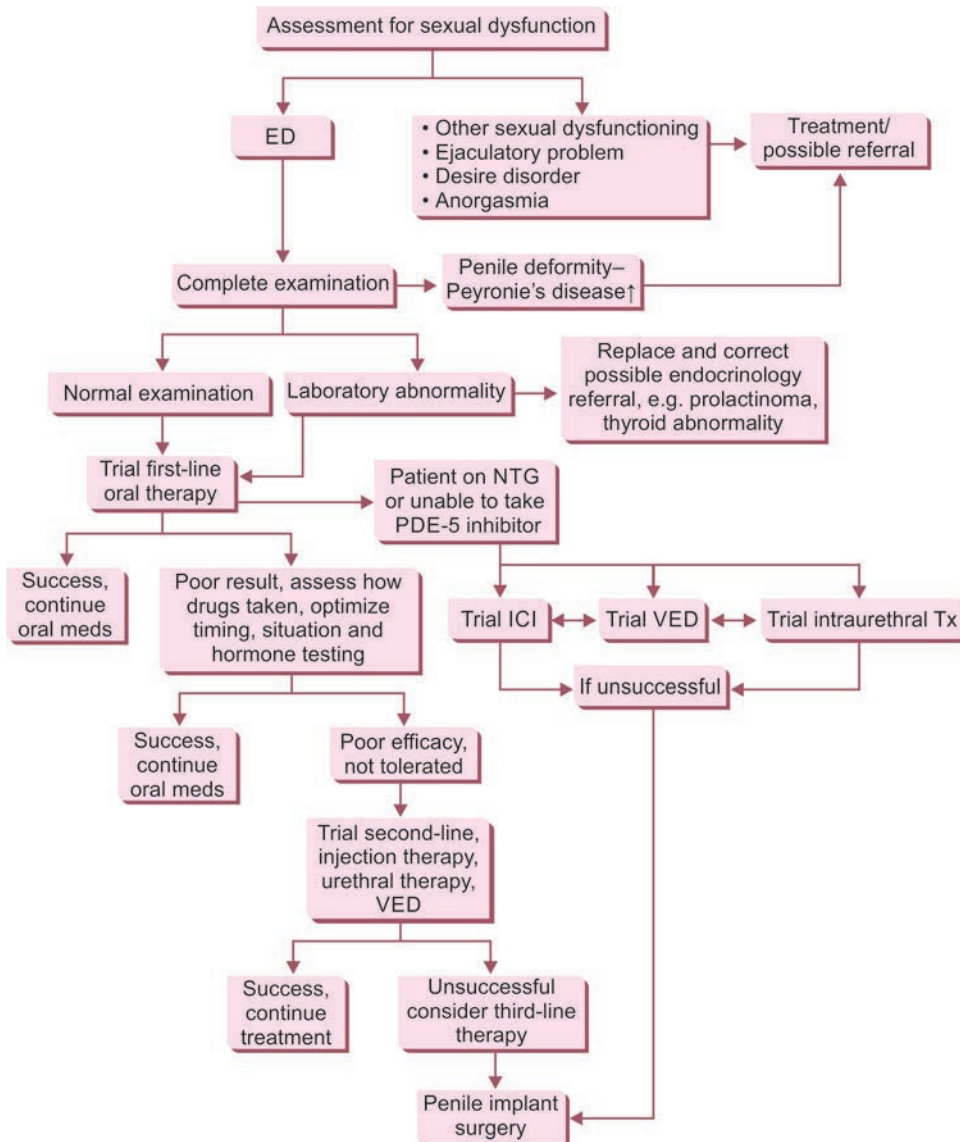 Assessment for sexual dysfunction
ED
• Other sexual dysfunctioning
• Ejaculatory problem
• Desire disorder
• Anorgasmia
Treatment/
possible referral
Complete examination
Penile deformity–
Peyronie's disease↑
Normal examination
Laboratory abnormality
Replace and correct
possible endocrinology
referral, e.g. prolactinoma,
thyroid abnormality
Trial first-line
oral therapy
Patient on NTG
or unable to take
PDE-5 inhibitor
Success,
continue
oral meds
Poor result, assess how
drugs taken, optimize
timing, situation and
hormone testing
Trial ICI
Trial VED
Trial intraurethral Tx
If unsuccessful
Success,
continue
oral meds
Poor efficacy,
not tolerated
Trial second-line,
injection therapy,
urethral therapy,
VED
Success,
continue
treatment
Unsuccessful
consider third-line
therapy
Penile implant
surgery